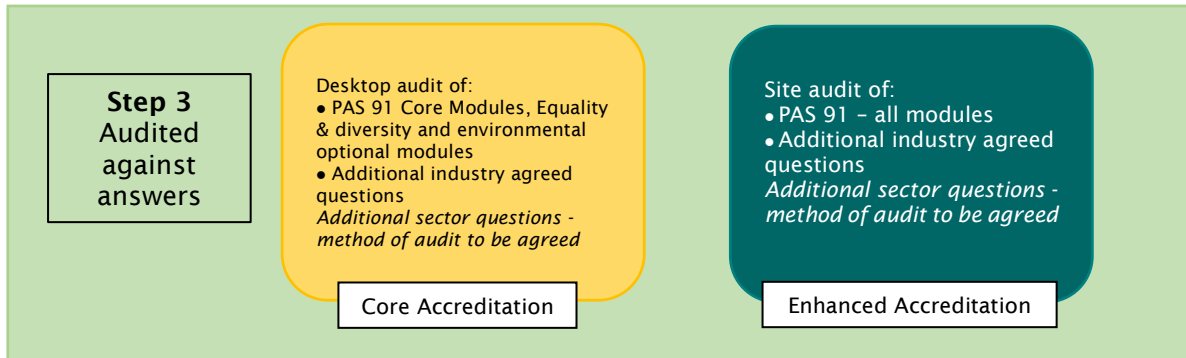 Step 3
Audited
against
answers
Desktop audit of:
● PAS 91 Core Modules, Equality
& diversity and environmental
optional modules
● Additional industry agreed
questions
Additional sector questions -
method of audit to be agreed
Core Accreditation
Site audit of:
● PAS 91 – all modules
● Additional industry agreed
questions
Additional sector questions -
method of audit to be agreed
Enhanced Accreditation